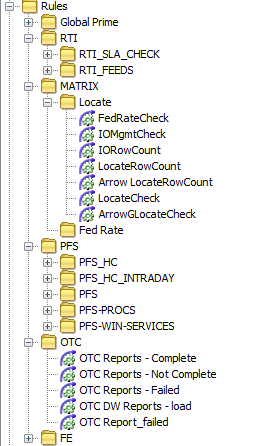 Rules
Global Prime
RTI
RTI_SLA_CHECK
RTI_FEEDS
MATRIX
Locate
FedRateCheck
IOMgmtCheck
IORowCount
LocateRowCount
Arrow LocateRowCount
LocateCheck
ArrowGLocateCheck
Fed Rate
PFS
PFS_HC
PFS_HC_INTRADAY
PFS
PFS-PROCS
PFS-WIN-SERVICES
OTC
OTC Reports - Complete
OTC Reports - Not Complete
OTC Reports - Failed
OTC DW Reports - load
OTC Report_failed
FE